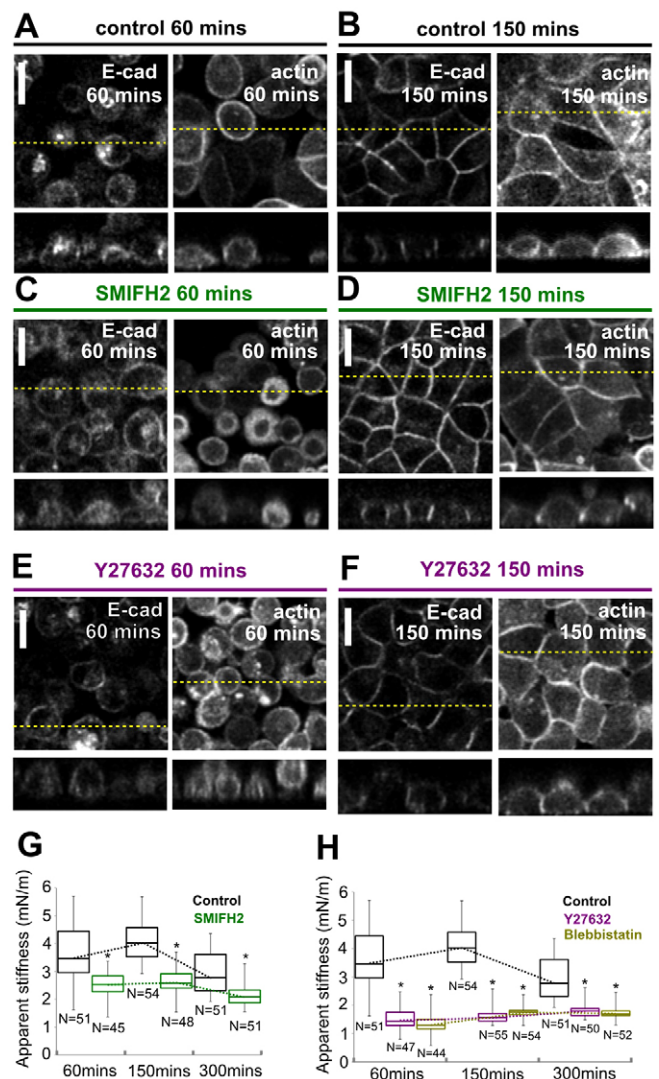 A
control 60 mins
B
control 150 mins
E-cad
60 mins
actin
60 mins
E-cad
150 mins
actin
150 mins
C
SMIFH2 60 mins
D
SMIFH2 150 mins
E-cad
60 mins
actin
60 mins
E-cad
150 mins
actin
150 mins
E
Y27632 60 mins
F
Y27632 150 mins
E-cad
60 mins
actin
60 mins
E-cad
150 mins
actin
150 mins
G
Apparent stiffness (mN/m)
6
5
4
3
2
1
0
N=51
Control
SMIFH2
*
*
*
N=51
N=54
N=45
N=48
N=51
60mins
150mins
300mins
H
Apparent stiffness (mN/m)
6
5
4
3
2
1
0
Control
Y27632
Blebbistatin
N=54
* * * * * *
N=51
N=51
N=47
N=44
N=55
N=54
N=50
N=52
60mins
150mins
300mins